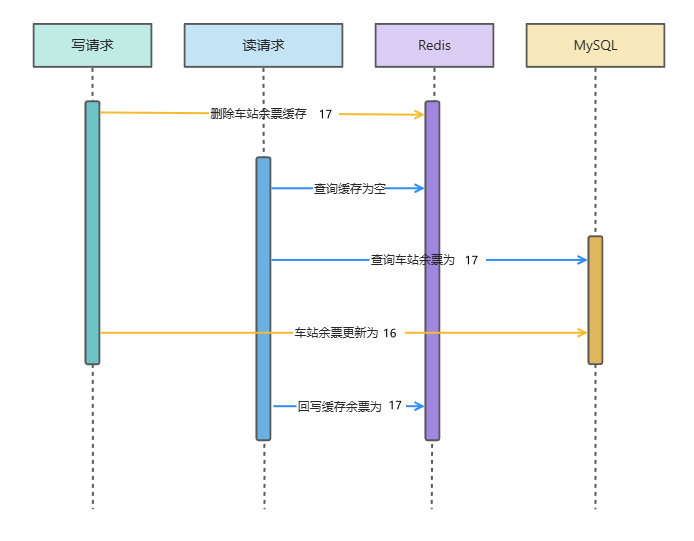 写请求
读请求
Redis
MySQL
删除车站余票缓存 17
查询缓存为空
查询车站余票为 17
车站余票更新为 16
回写缓存余票为 17